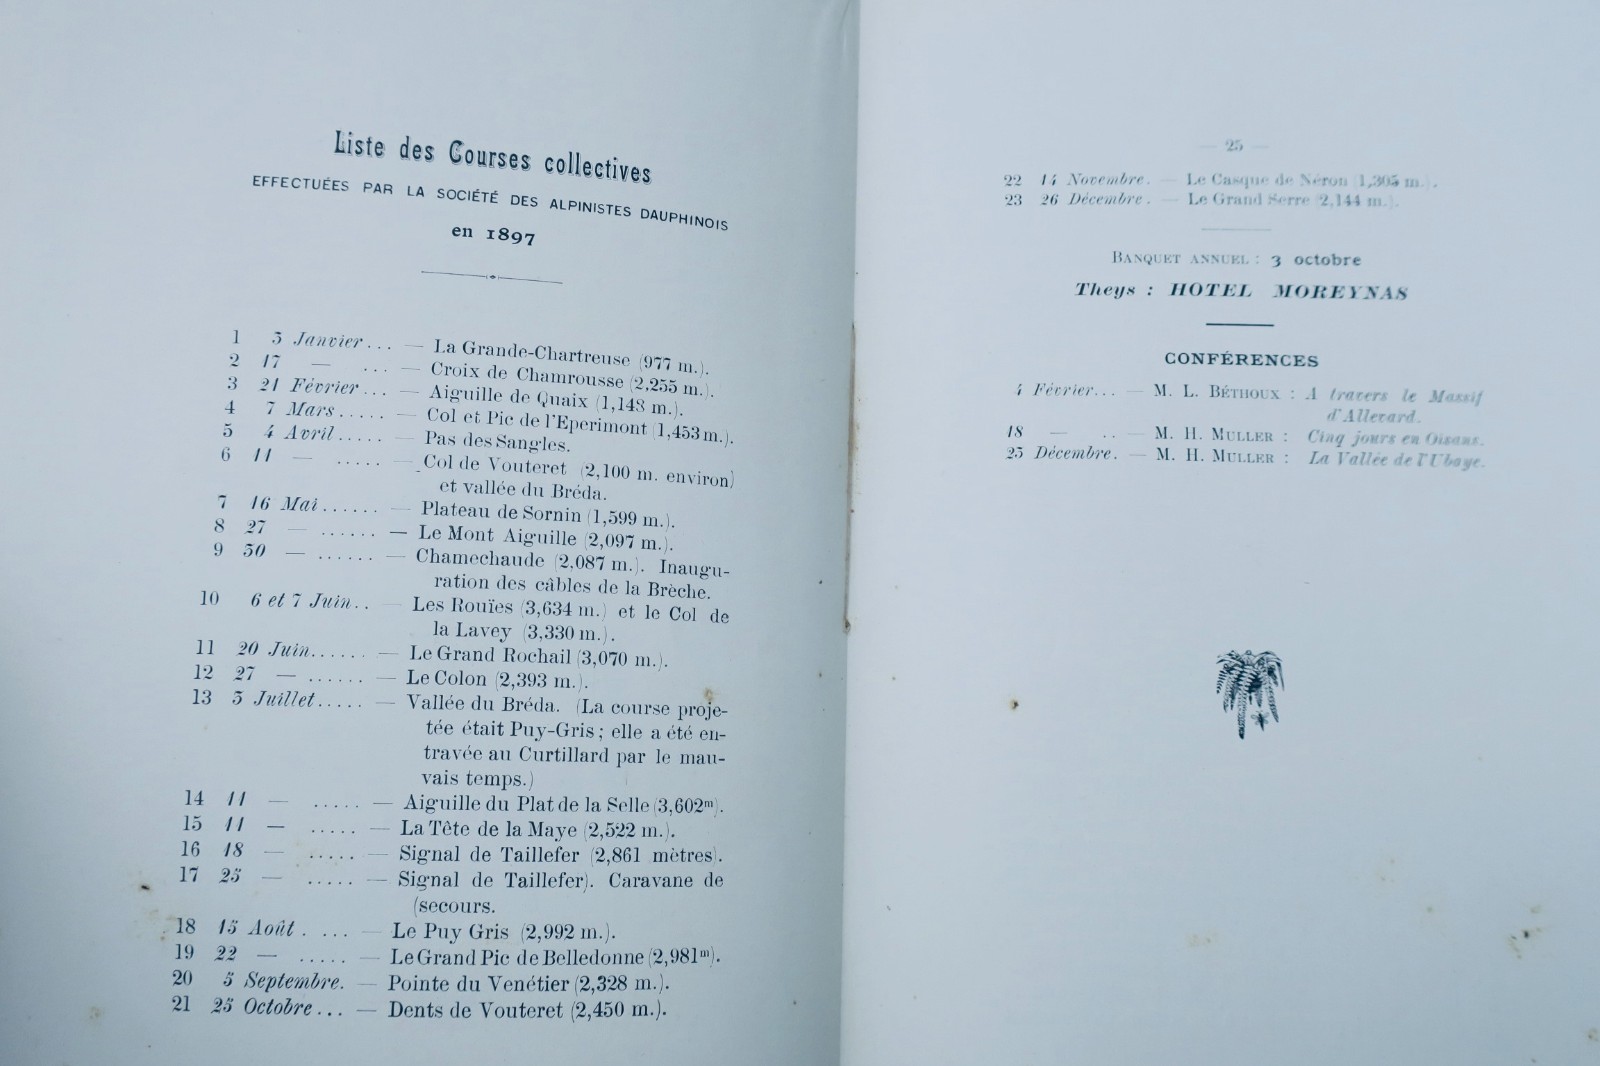 Liste des Courses collectives
EFFECTUÉES PAR LA SOCIÉTÉ DES ALPINISTES DAUPHINOIS
en 1897
1 3 Janvier... — La Grande-Chartreuse (977 m.).
2 17 — ... — Croix de Chamrousse (2,255 m.).
3 21 Février... — Aiguille de Quaix (1,148 m.).
4 7 Mars..... — Col et Pic de l'Eperimont (1,453 m.).
5 4 Avril..... — Pas des Sangles.
6 11 — ..... — Col de Vouteret (2,100 m. environ)
et vallée du Bréda.
7 16 Mai...... — Plateau de Sornin (1,599 m.).
8 27 — ...... — Le Mont Aiguille (2,097 m.).
9 30 — ...... — Chamechaude (2,087 m.). Inaugu-
ration des câbles de la Brèche.
10 6 et 7 Juin.. — Les Rouïes (3,634 m.) et le Col de
la Lavey (3,330 m.).
11 20 Juin...... — Le Grand Rochail (3,070 m.).
12 27 — ...... — Le Colon (2,393 m.).
13 5 Juillet..... — Vallée du Bréda. (La course proje-
tée était Puy-Gris ; elle a été en-
travée au Curtillard par le mau-
vais temps.)
14 11 — ..... — Aiguille du Plat de la Selle (3,602m).
15 11 — ..... — La Tête de la Maye (2,522 m.).
16 18 — ..... — Signal de Taillefer (2,861 mètres).
17 25 — ..... — Signal de Taillefer). Caravane de
(secours.
18 15 Août . ... — Le Puy Gris (2,992 m.).
19 22 — ..... — Le Grand Pic de Belledonne (2,981m).
20 5 Septembre. — Pointe du Venétier (2,328 m.).
21 25 Octobre... — Dents de Vouteret (2,450 m.).
— 25 —
22 14 Novembre. — Le Casque de Néron (1,305 m.).
23 26 Décembre. — Le Grand Serre (2,144 m.).
BANQUET ANNUEL : 3 octobre
Theys : HOTEL MOREYNAS
CONFÉRENCES
4 Février... — M. L. BÉTHOUX : A travers le Massif
d'Allevard.
18 — .. — M. H. MULLER : Cinq jours en Oisans.
23 Décembre. — M. H. MULLER : La Vallée de l'Ubaye.